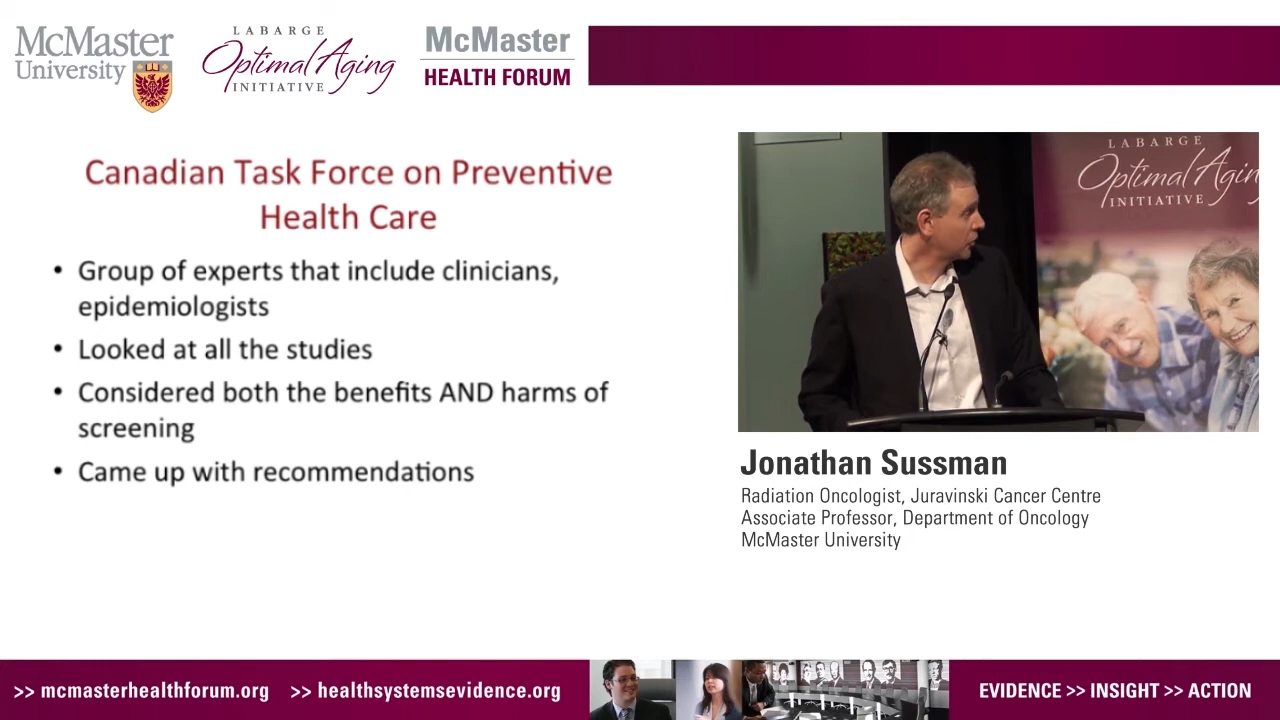 McMaster
University
LABARGE
Optimal Aging
INITIATIVE
McMaster
HEALTH FORUM
Canadian Task Force on Preventive
Health Care
• Group of experts that include clinicians,
epidemiologists
• Looked at all the studies
• Considered both the benefits AND harms of
screening
• Came up with recommendations
LABARGE
Optimal Agin
INITIATIVE
Jonathan Sussman
Radiation Oncologist, Juravinski Cancer Centre
Associate Professor, Department of Oncology
McMaster University
>> mcmasterhealthforum.org >> healthsystemsevidence.org
EVIDENCE >> INSIGHT >> ACTION